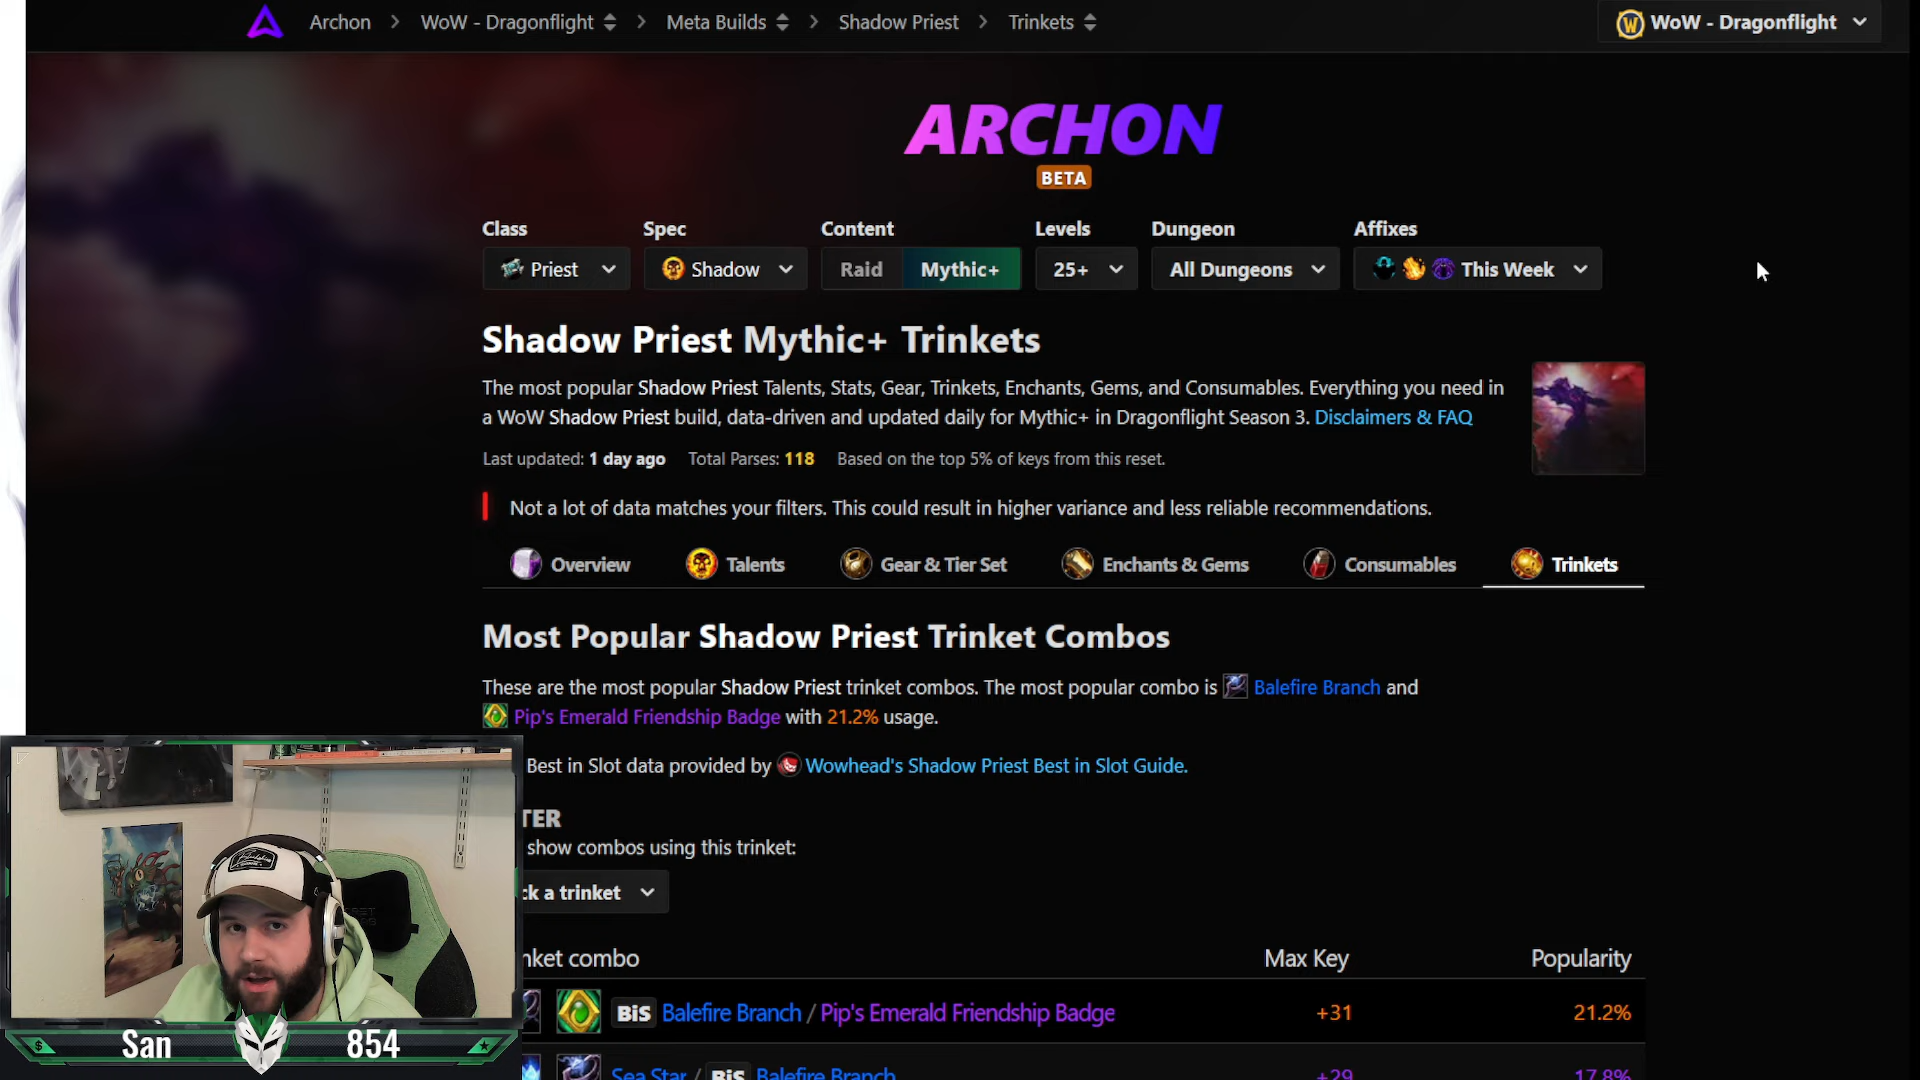 Archon > WoW - Dragonflight > Meta Builds > Shadow Priest > Trinkets
WoW - Dragonflight
ARCHON
BETA
Class Spec Content Levels Dungeon Affixes
Priest Shadow Raid Mythic+ 25+ All Dungeons This Week
Shadow Priest Mythic+ Trinkets
The most popular Shadow Priest Talents, Stats, Gear, Trinkets, Enchants, Gems, and Consumables. Everything you need in
a WoW Shadow Priest build, data-driven and updated daily for Mythic+ in Dragonflight Season 3. Disclaimers & FAQ
Last updated: 1 day ago Total Parses: 118 Based on the top 5% of keys from this reset.
Not a lot of data matches your filters. This could result in higher variance and less reliable recommendations.
Overview Talents Gear & Tier Set Enchants & Gems Consumables Trinkets
Most Popular Shadow Priest Trinket Combos
These are the most popular Shadow Priest trinket combos. The most popular combo is Balefire Branch and
Pip's Emerald Friendship Badge with 21.2% usage.
Best in Slot data provided by Wowhead's Shadow Priest Best in Slot Guide.
TER
show combos using this trinket:
ck a trinket
nket combo Max Key Popularity
BiS Balefire Branch / Pip's Emerald Friendship Badge +31 21.2%
Sea Star / BiS Balefire Branch +29 17.8%
San 854